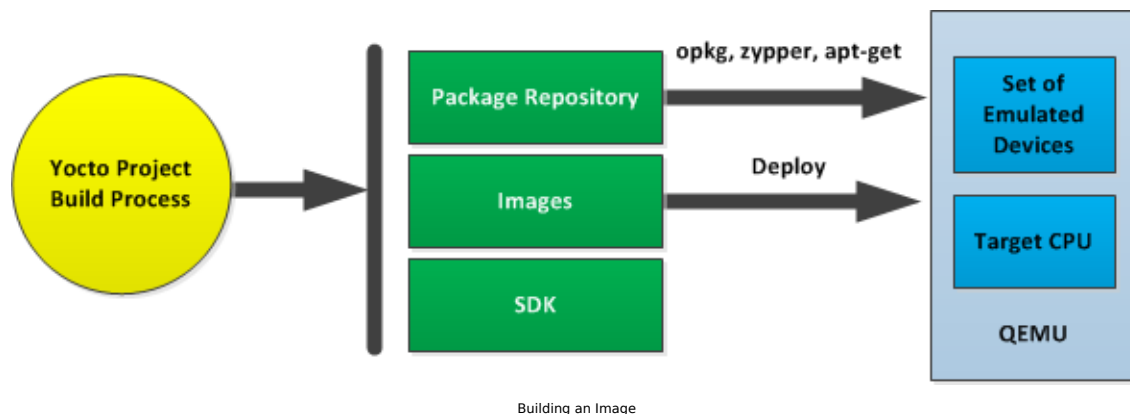 Yocto Project
Build Process
Package Repository
Images
SDK
opkg, zypper, apt-get
Deploy
Set of
Emulated
Devices
Target CPU
QEMU
Building an Image